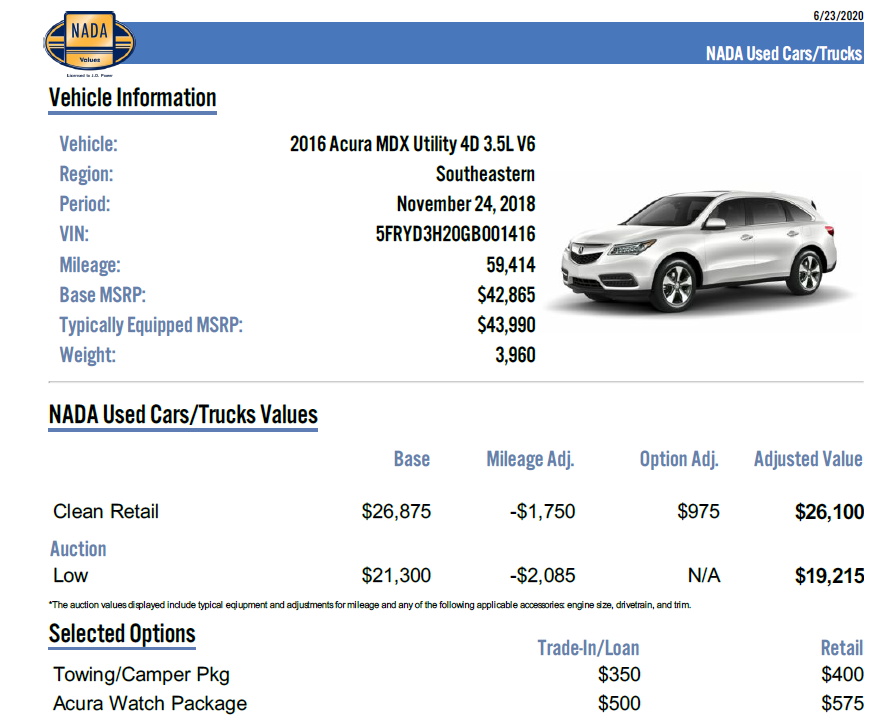 6/23/2020
NADA
Values
Licensed to J.D. Power
NADA Used Cars/Trucks
Vehicle Information
Vehicle: 2016 Acura MDX Utility 4D 3.5L V6
Region: Southeastern
Period: November 24, 2018
VIN: 5FRYD3H20GB001416
Mileage: 59,414
Base MSRP: $42,865
Typically Equipped MSRP: $43,990
Weight: 3,960
NADA Used Cars/Trucks Values
Base Mileage Adj. Option Adj. Adjusted Value
Clean Retail $26,875 -$1,750 $975 $26,100
Auction
Low $21,300 -$2,085 N/A $19,215
*The auction values displayed include typical eqiupment and adjustments for mileage and any of the following applicable accessories: engine size, drivetrain, and trim.
Selected Options
Trade-In/Loan Retail
Towing/Camper Pkg $350 $400
Acura Watch Package $500 $575